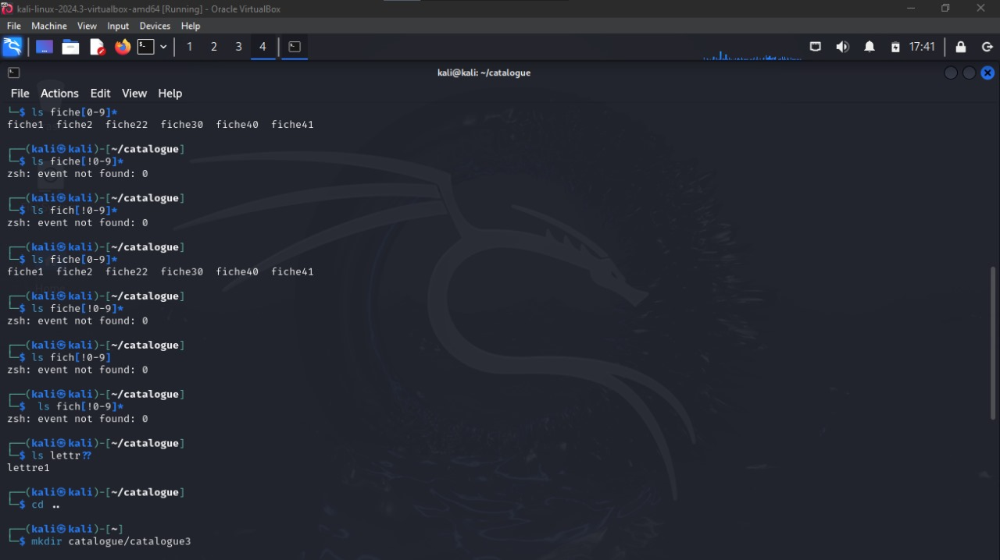 kali-linux-2024.3-virtualbox-amd64 [Running] - Oracle VirtualBox
File Machine View Input Devices Help
1 2 3 4 17:41
kali@kali: ~/catalogue
File Actions Edit View Help
└─$ ls fiche[0-9]*
fiche1 fiche2 fiche22 fiche30 fiche40 fiche41
┌──(kali㉿kali)-[~/catalogue]
└─$ ls fiche[!0-9]*
zsh: event not found: 0
┌──(kali㉿kali)-[~/catalogue]
└─$ ls fich[!0-9]*
zsh: event not found: 0
┌──(kali㉿kali)-[~/catalogue]
└─$ ls fiche[0-9]*
fiche1 fiche2 fiche22 fiche30 fiche40 fiche41
┌──(kali㉿kali)-[~/catalogue]
└─$ ls fiche[!0-9]*
zsh: event not found: 0
┌──(kali㉿kali)-[~/catalogue]
└─$ ls fich[!0-9]
zsh: event not found: 0
┌──(kali㉿kali)-[~/catalogue]
└─$  ls fich[!0-9]*
zsh: event not found: 0
┌──(kali㉿kali)-[~/catalogue]
└─$ ls lettr??
lettre1
┌──(kali㉿kali)-[~/catalogue]
└─$ cd ..
┌──(kali㉿kali)-[~]
└─$ mkdir catalogue/catalogue3